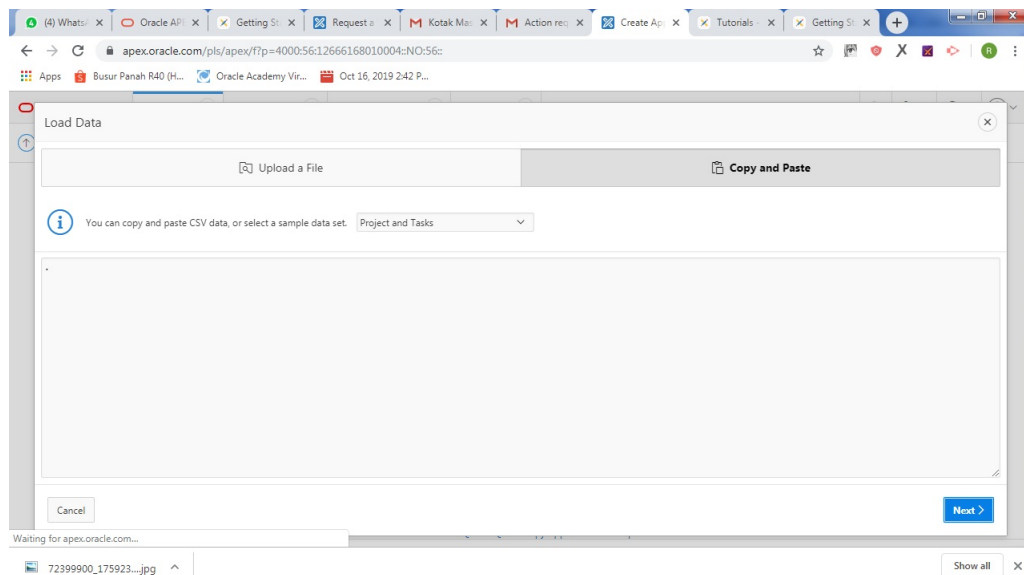 (4) WhatsA
Oracle APE
Getting St
Request a
Kotak Mas
Action req
Create Ap
Tutorials -
Getting St
apex.oracle.com/pls/apex/f?p=4000:56:12666168010004::NO:56::
R
Apps
Busur Panah R40 (H...
Oracle Academy Vir...
Oct 16, 2019 2:42 P...
Load Data
Upload a File
Copy and Paste
You can copy and paste CSV data, or select a sample data set.
Project and Tasks
.
Cancel
Next >
Waiting for apex.oracle.com...
72399900_175923....jpg
Show all